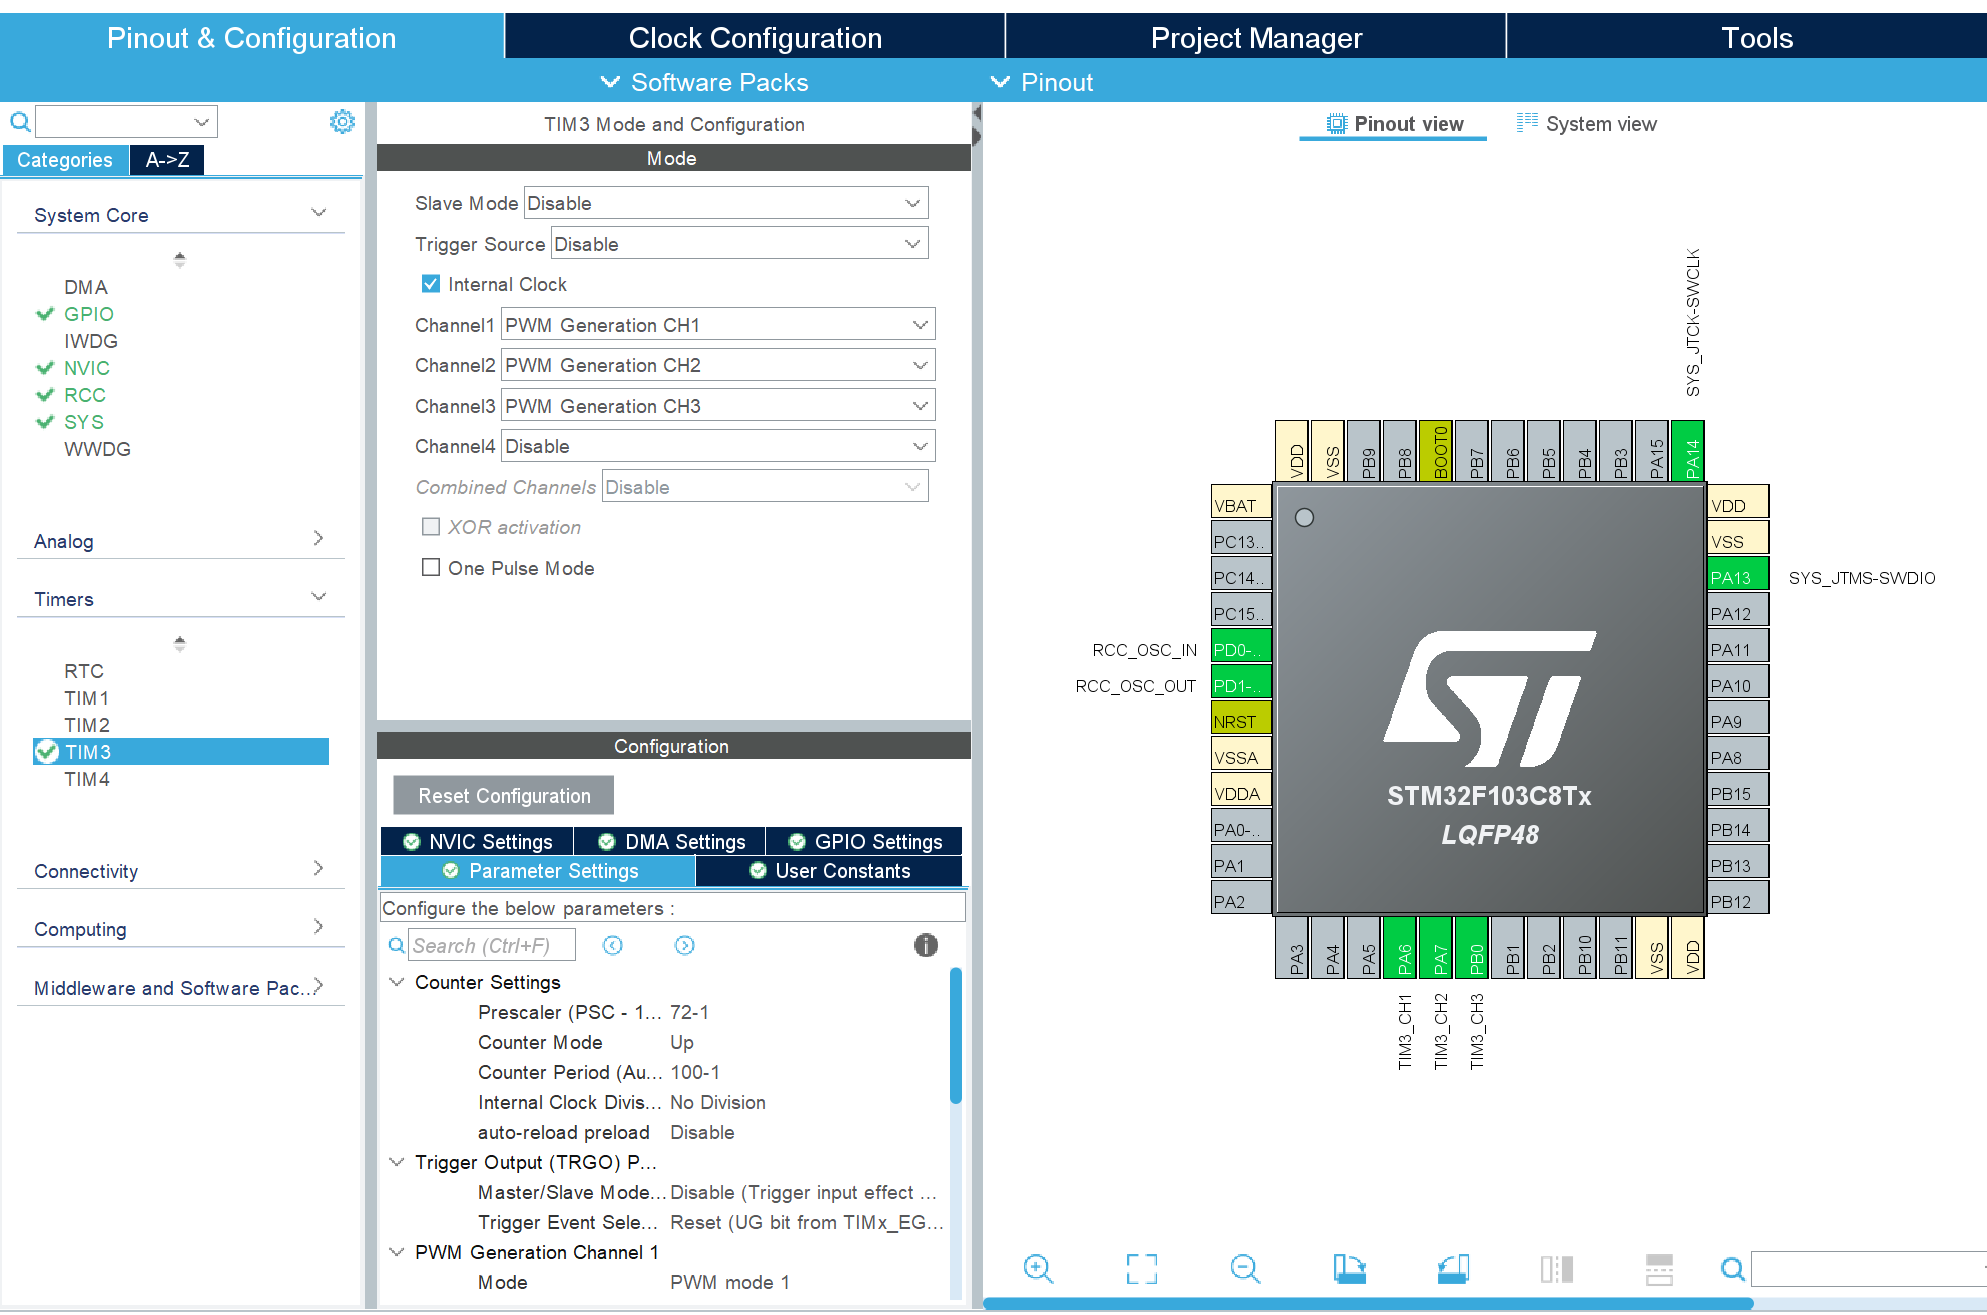 Pinout & Configuration
Clock Configuration
Project Manager
Tools
Software Packs
Pinout
Categories
A->Z
System Core
DMA
GPIO
IWDG
NVIC
RCC
SYS
WWDG
Analog
Timers
RTC
TIM1
TIM2
TIM3
TIM4
Connectivity
Computing
Middleware and Software Pac...
TIM3 Mode and Configuration
Mode
Slave Mode Disable
Trigger Source Disable
Internal Clock
Channel1 PWM Generation CH1
Channel2 PWM Generation CH2
Channel3 PWM Generation CH3
Channel4 Disable
Combined Channels Disable
XOR activation
One Pulse Mode
Configuration
Reset Configuration
NVIC Settings
DMA Settings
GPIO Settings
Parameter Settings
User Constants
Configure the below parameters :
Search (Ctrl+F)
Counter Settings
Prescaler (PSC - 1... 72-1
Counter Mode Up
Counter Period (Au... 100-1
Internal Clock Divis... No Division
auto-reload preload Disable
Trigger Output (TRGO) P...
Master/Slave Mode... Disable (Trigger input effect ...
Trigger Event Sele... Reset (UG bit from TIMx_EG...
PWM Generation Channel 1
Mode PWM mode 1
Pinout view
System view
SYS_JTCK-SWCLK
VDD
VSS
PB9
PB8
BOOT0
PB7
PB6
PB5
PB4
PB3
PA15
PA14
VBAT
PC13..
PC14..
PC15..
RCC_OSC_IN PD0-..
RCC_OSC_OUT PD1-..
NRST
VSSA
VDDA
PA0-..
PA1
PA2
ST
STM32F103C8Tx
LQFP48
VDD
VSS
PA13 SYS_JTMS-SWDIO
PA12
PA11
PA10
PA9
PA8
PB15
PB14
PB13
PB12
PA3
PA4
PA5
PA6
PA7
PB0
PB1
PB2
PB10
PB11
VSS
VDD
TIM3_CH1
TIM3_CH2
TIM3_CH3